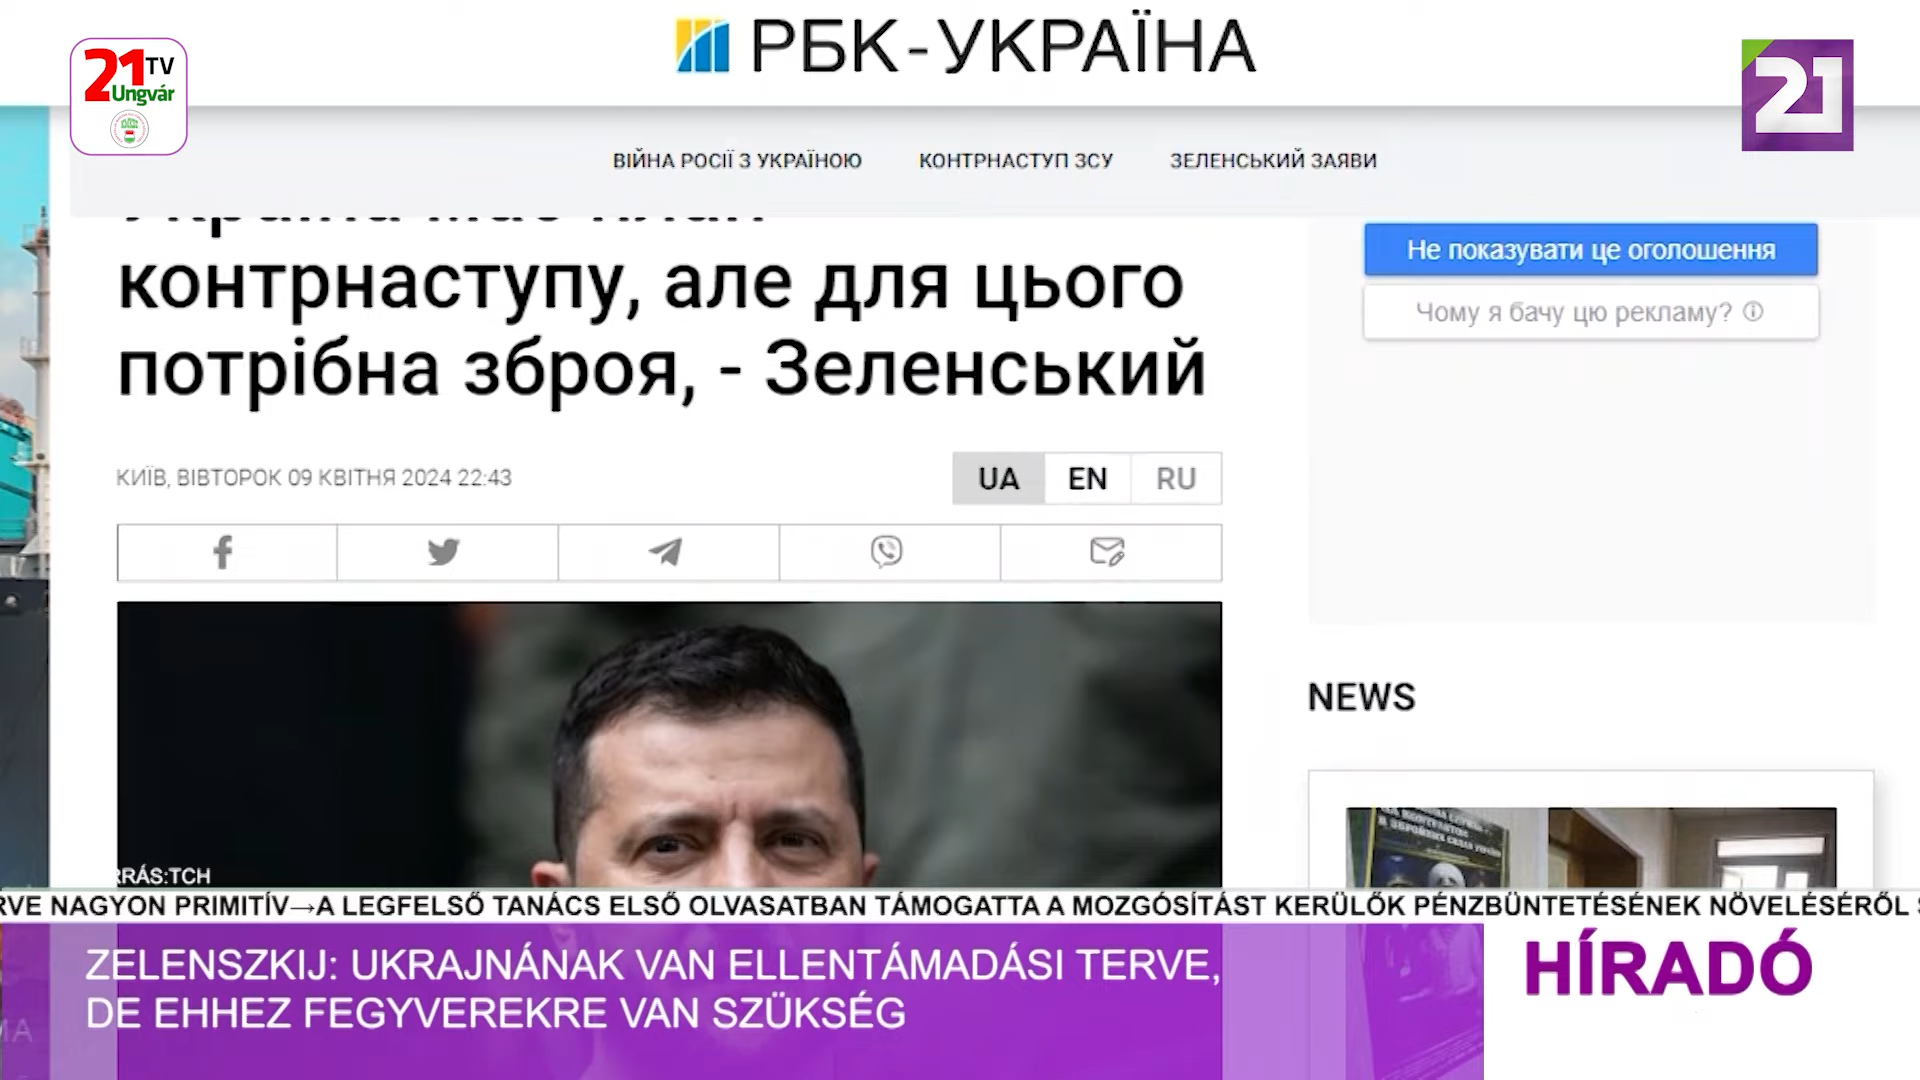 РБК-УКРАЇНА
21 TV
Ungvár
21
ВІЙНА РОСІЇ З УКРАЇНОЮ
КОНТРНАСТУП ЗСУ
ЗЕЛЕНСЬКИЙ ЗАЯВИ
контрнаступу, але для цього
потрібна зброя, - Зеленський
Не показувати це оголошення
Чому я бачу цю рекламу?
КИЇВ, ВІВТОРОК 09 КВІТНЯ 2024 22:43
UA EN RU
NEWS
RRÁS:TCH
RVE NAGYON PRIMITÍV→A LEGFELSŐ TANÁCS ELSŐ OLVASATBAN TÁMOGATTA A MOZGÓSÍTÁST KERÜLŐK PÉNZBÜNTETÉSÉNEK NÖVELÉSÉRŐL
ZELENSZKIJ: UKRAJNÁNAK VAN ELLENTÁMADÁSI TERVE,
DE EHHEZ FEGYVEREKRE VAN SZÜKSÉG
HÍRADÓ